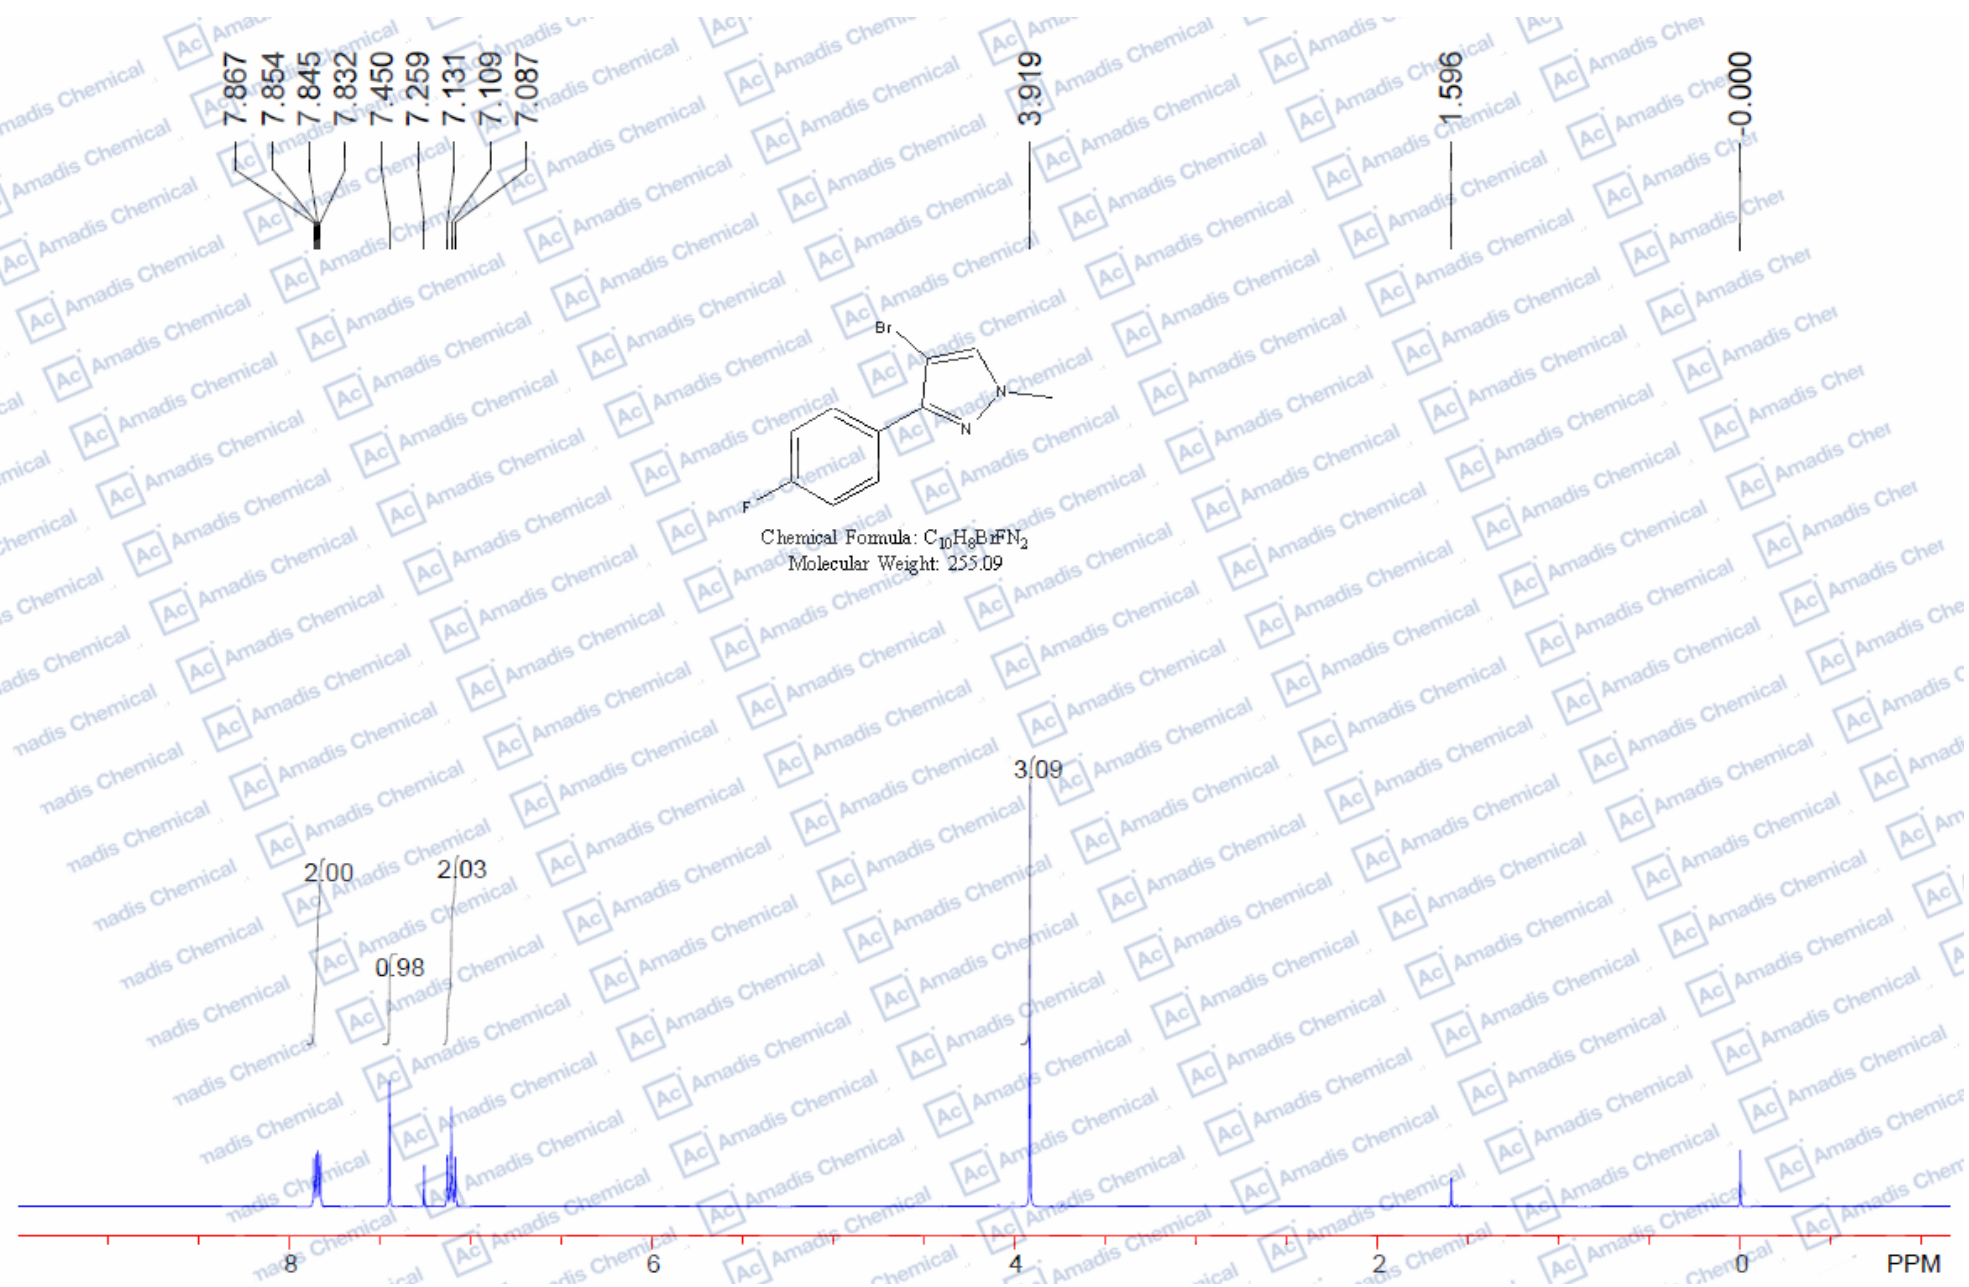 7.867
7.854
7.845
7.832
7.450
7.259
7.131
7.109
7.087
3.919
1.596
-0.000
Br
N
N
F
Chemical Formula: C₁₀H₈BrFN₂
Molecular Weight: 255.09
3.09
2.00
2.03
0.98
8
6
4
2
0
PPM
Ac Amadis Chemical